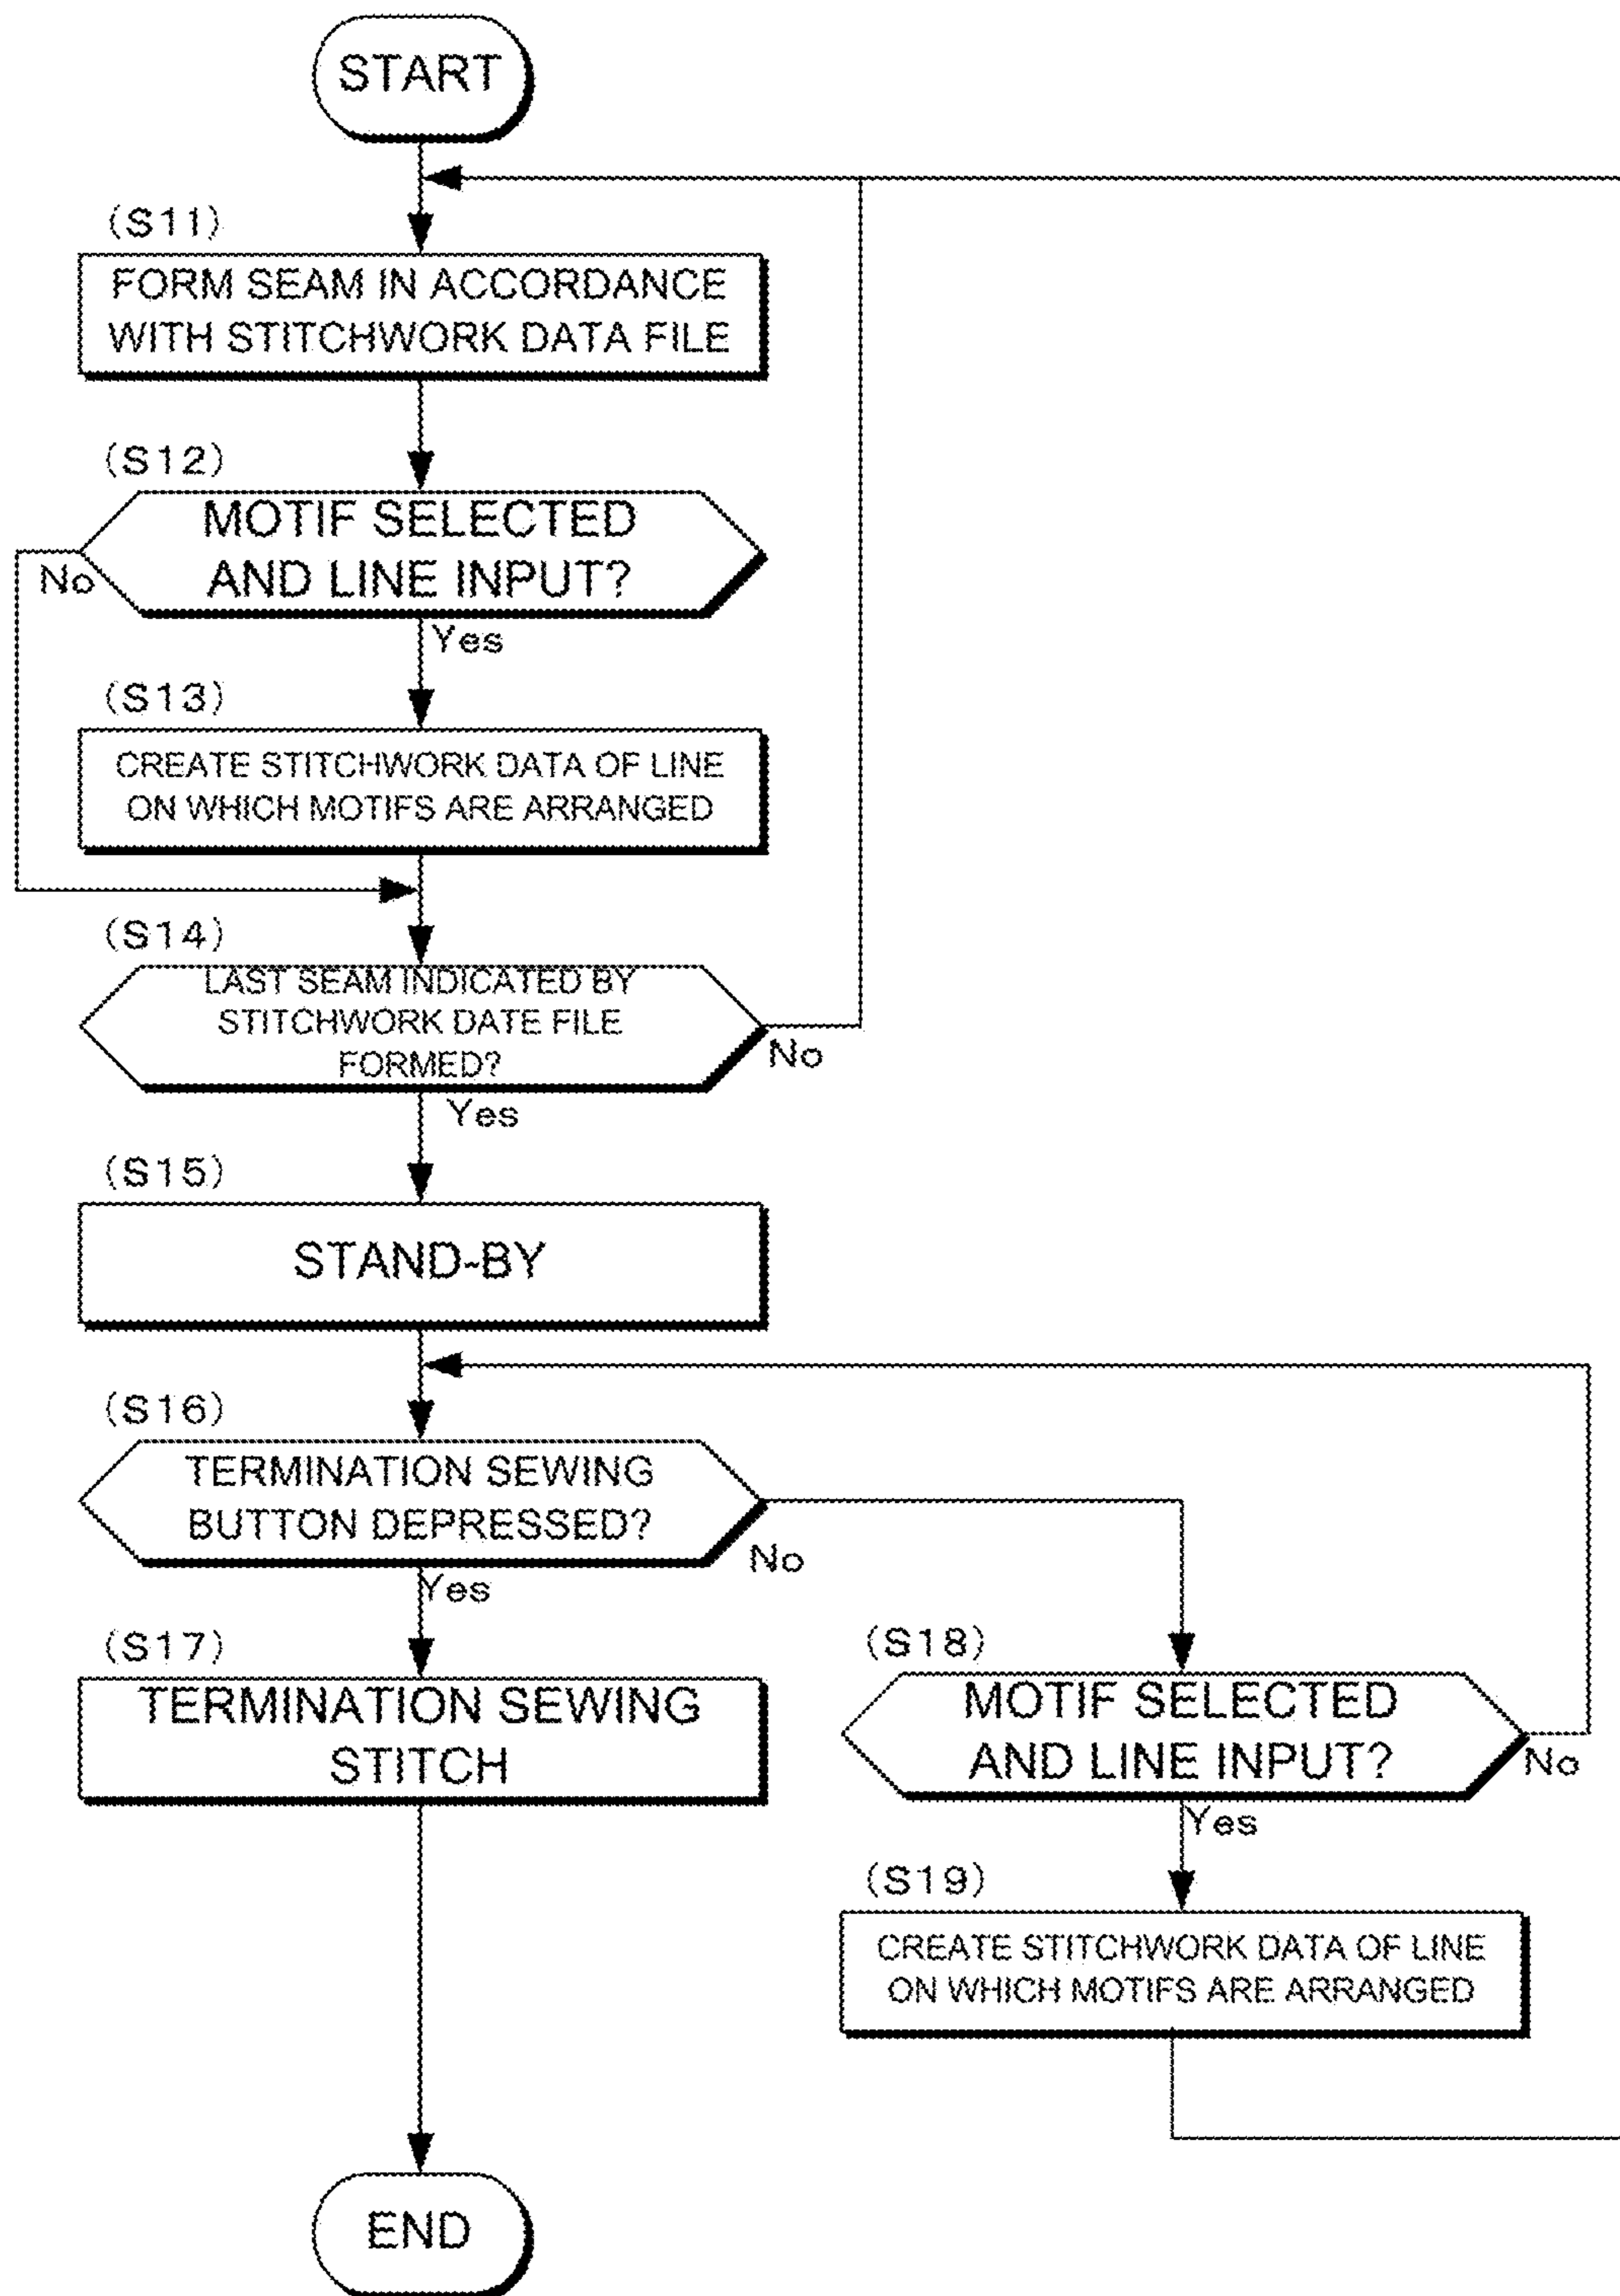 START
(S11)
FORM SEAM IN ACCORDANCE
WITH STITCHWORK DATA FILE
(S12)
MOTIF SELECTED
AND LINE INPUT?
No
Yes
(S13)
CREATE STITCHWORK DATA OF LINE
ON WHICH MOTIFS ARE ARRANGED
(S14)
LAST SEAM INDICATED BY
STITCHWORK DATE FILE
FORMED?
No
Yes
(S15)
STAND-BY
(S16)
TERMINATION SEWING
BUTTON DEPRESSED?
No
Yes
(S17)
TERMINATION SEWING
STITCH
(S18)
MOTIF SELECTED
AND LINE INPUT?
No
Yes
(S19)
CREATE STITCHWORK DATA OF LINE
ON WHICH MOTIFS ARE ARRANGED
END